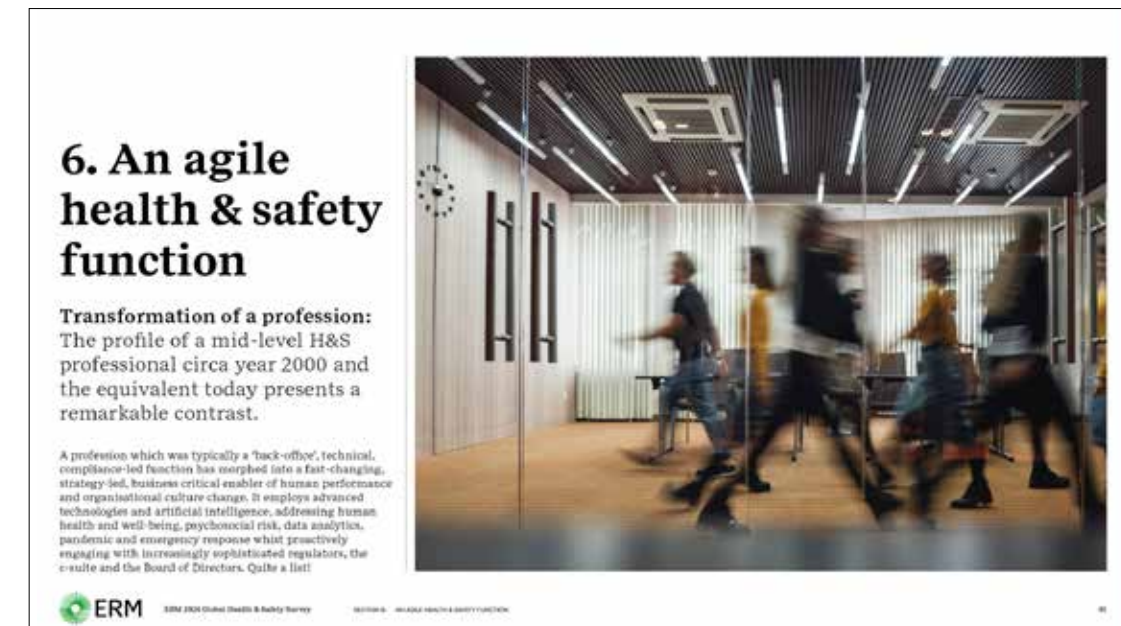 6. An agile
health & safety
function
Transformation of a profession:
The profile of a mid-level H&S
professional circa year 2000 and
the equivalent today presents a
remarkable contrast.
A profession which was typically a ‘back-office’, technical,
compliance-led function has morphed into a fast-changing,
strategy-led, business critical enabler of human performance
and organisational culture change. It employs advanced
technologies and artificial intelligence, addressing human
health and well-being, psychosocial risk, data analytics,
pandemic and emergency response whist proactively
engaging with increasingly sophisticated regulators, the
c-suite and the Board of Directors. Quite a list!
ERM
ERM 2024 Global Health & Safety Survey
AN AGILE HEALTH & SAFETY FUNCTION